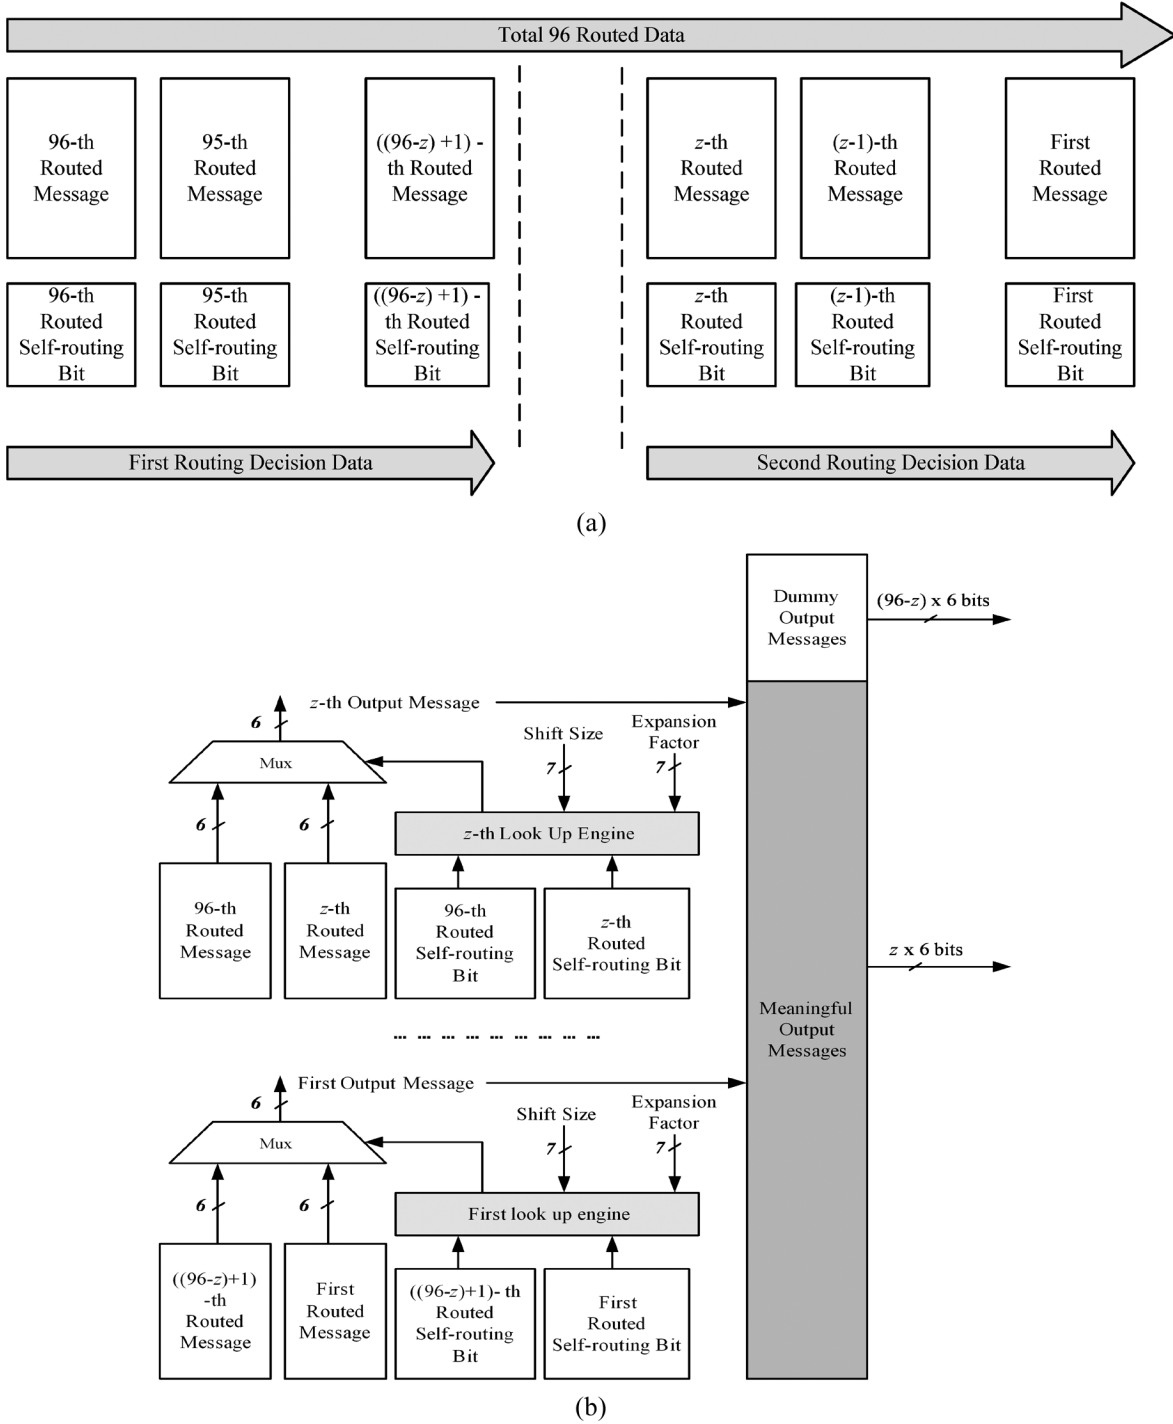 Total 96 Routed Data
96-th
Routed
Message
95-th
Routed
Message
((96-z) +1) -
th Routed
Message
z-th
Routed
Message
(z-1)-th
Routed
Message
First
Routed
Message
96-th
Routed
Self-routing
Bit
95-th
Routed
Self-routing
Bit
((96-z) +1) -
th Routed
Self-routing
Bit
z-th
Routed
Self-routing
Bit
(z-1)-th
Routed
Self-routing
Bit
First
Routed
Self-routing
Bit
First Routing Decision Data
Second Routing Decision Data
(a)
Dummy
Output
Messages
(96-z) x 6 bits
z-th Output Message
6
Shift Size
7
Expansion
Factor
7
Mux
z-th Look Up Engine
6
6
96-th
Routed
Message
z-th
Routed
Message
96-th
Routed
Self-routing
Bit
z-th
Routed
Self-routing Bit
z x 6 bits
Meaningful
Output
Messages
First Output Message
6
Shift Size
7
Expansion
Factor
7
Mux
First look up engine
6
6
((96-z)+1)
-th
Routed
Message
First
Routed
Message
((96-z)+1)- th
Routed
Self-routing
Bit
First
Routed
Self-routing Bit
(b)